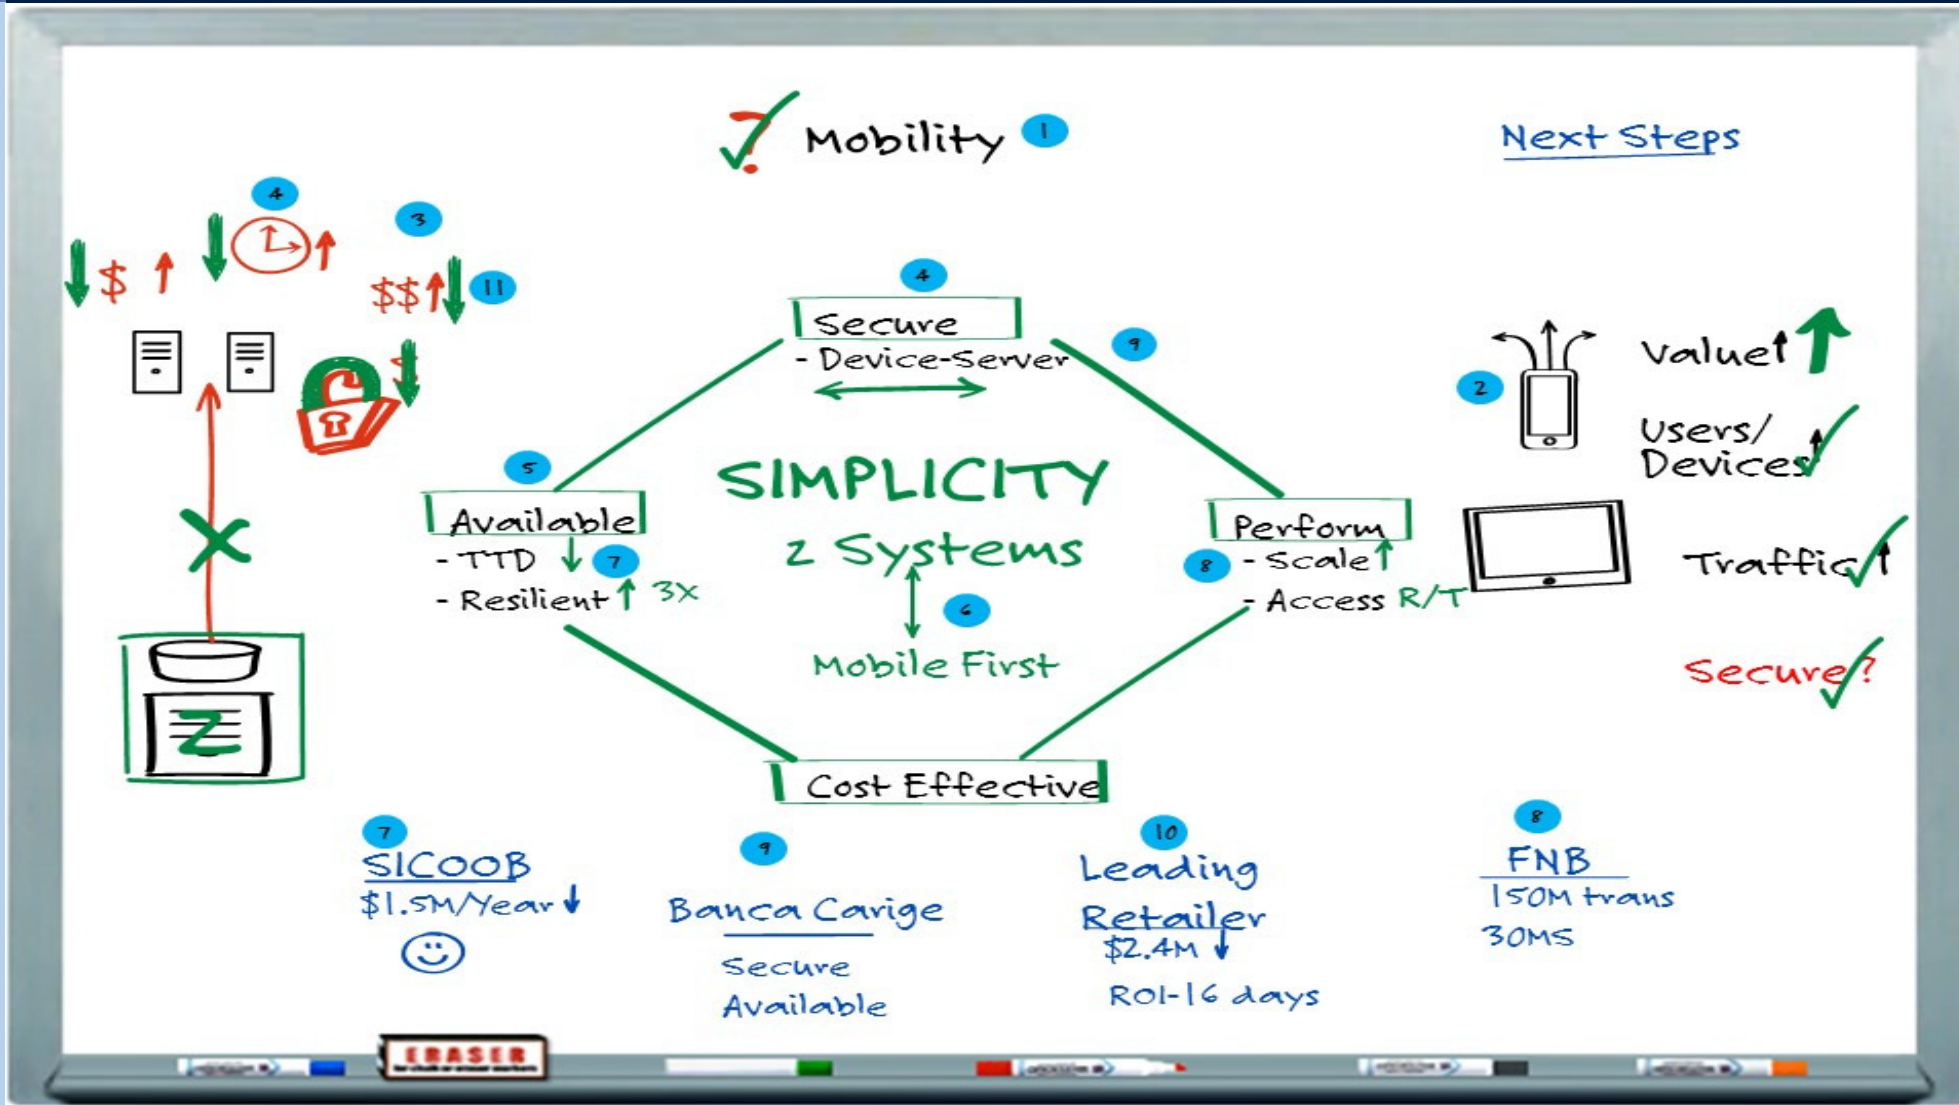 Mobility 1
Next Steps
4
3
$
$$ 11
4
Secure
- Device-Server
9
2
Value
Users/
Devices
5
SIMPLICITY
z Systems
Available
- TTD 7
- Resilient 3X
Perform
8 - Scale
- Access R/T
6
Mobile First
Traffic
Secure?
Z
Cost Effective
7
SICOOB
$1.5M/Year
9
Banca Carige
Secure
Available
10
Leading
Retailer
$2.4M
ROI-16 days
8
FNB
150M trans
30MS
ERASER